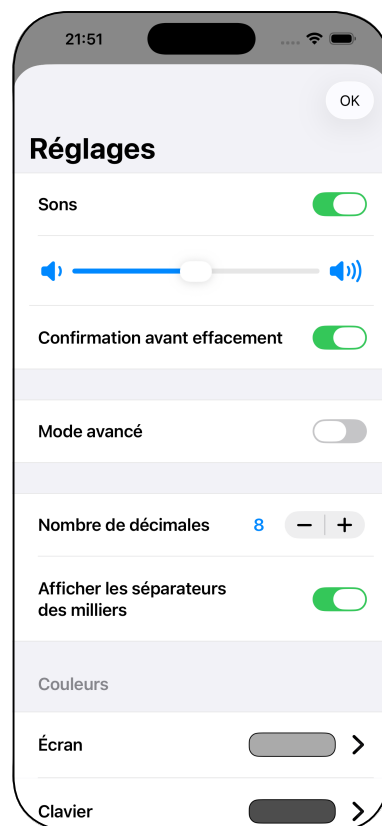 21:51
OK
Réglages
Sons
Confirmation avant effacement
Mode avancé
Nombre de décimales 8 − +
Afficher les séparateurs
des milliers
Couleurs
Écran
Clavier